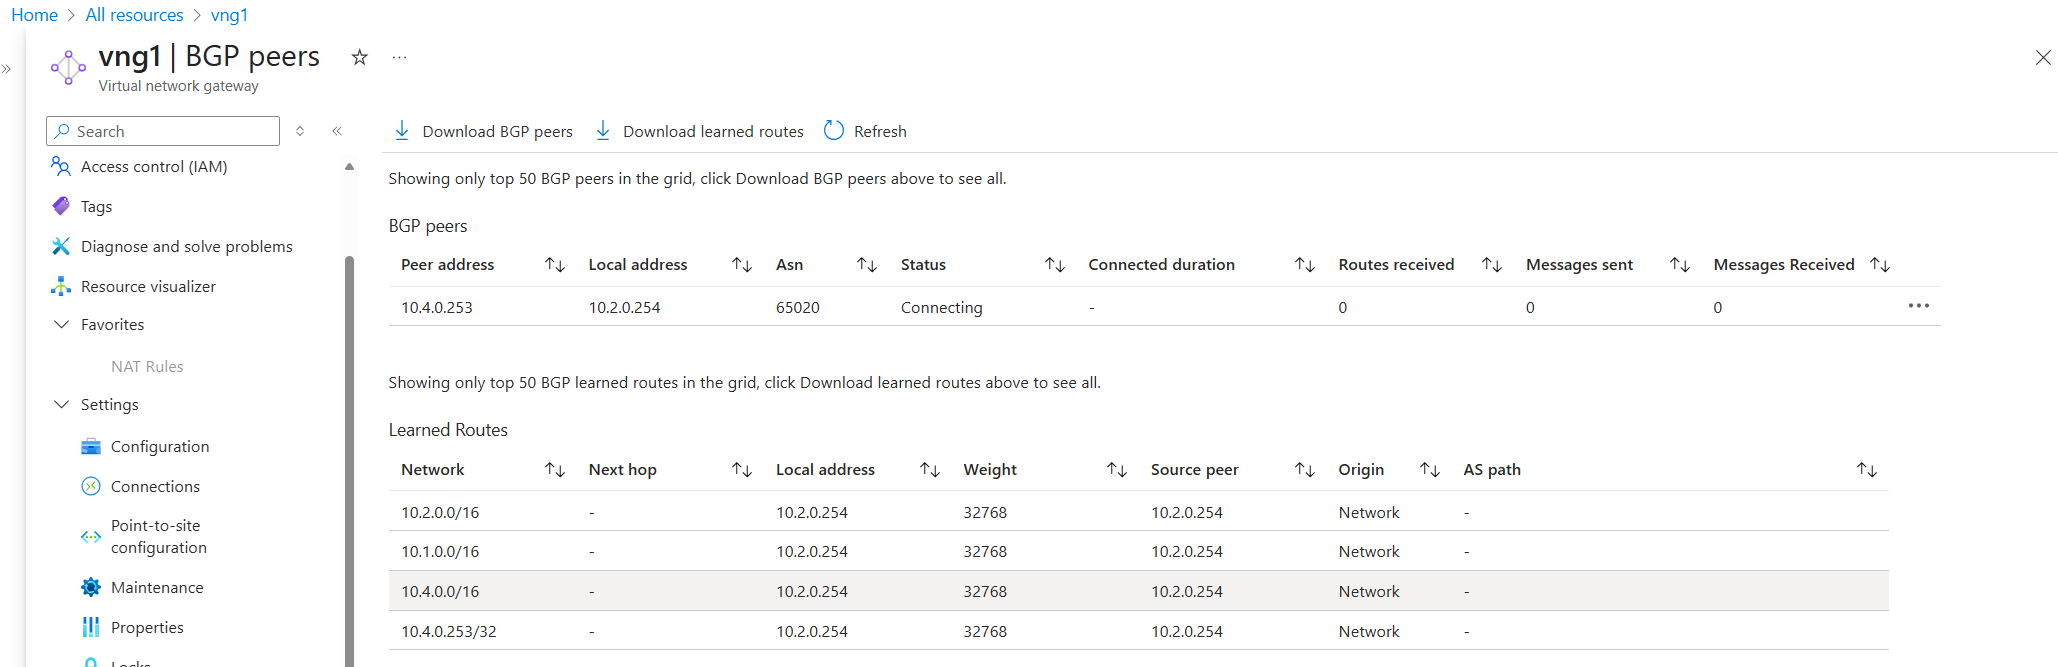 Home > All resources > vng1
vng1 | BGP peers
Virtual network gateway
Search
Access control (IAM)
Tags
Diagnose and solve problems
Resource visualizer
Favorites
NAT Rules
Settings
Configuration
Connections
Point-to-site
configuration
Maintenance
Properties
Locks
Download BGP peers Download learned routes Refresh
Showing only top 50 BGP peers in the grid, click Download BGP peers above to see all.
BGP peers
Peer address Local address Asn Status Connected duration Routes received Messages sent Messages Received
10.4.0.253 10.2.0.254 65020 Connecting - 0 0 0
Showing only top 50 BGP learned routes in the grid, click Download learned routes above to see all.
Learned Routes
Network Next hop Local address Weight Source peer Origin AS path
10.2.0.0/16 - 10.2.0.254 32768 10.2.0.254 Network -
10.1.0.0/16 - 10.2.0.254 32768 10.2.0.254 Network -
10.4.0.0/16 - 10.2.0.254 32768 10.2.0.254 Network -
10.4.0.253/32 - 10.2.0.254 32768 10.2.0.254 Network -